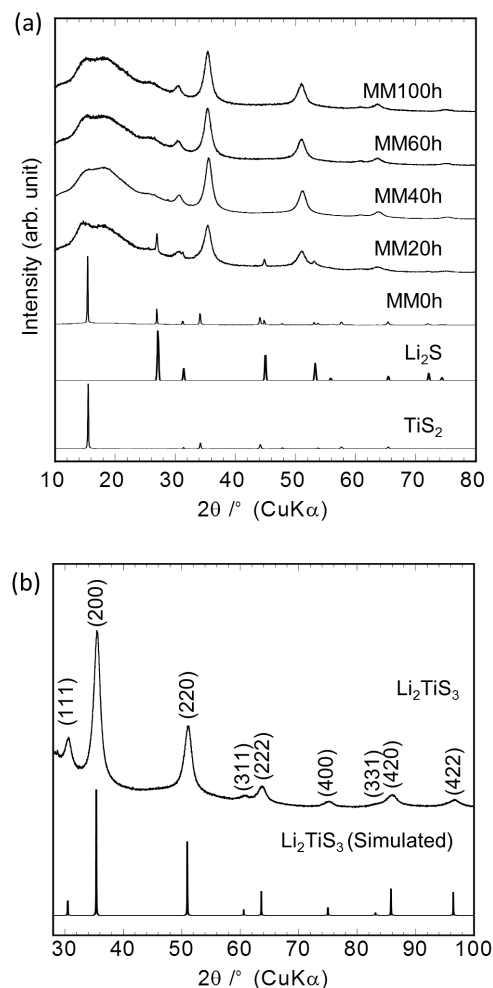 (a)
Intensity (arb. unit)
MM100h
MM60h
MM40h
MM20h
MM0h
Li₂S
TiS₂
10 20 30 40 50 60 70 80
2θ /° (CuKα)
(b)
(111)
(200)
(220)
(311)
(222)
(400)
(331)
(420)
(422)
Li₂TiS₃
Li₂TiS₃ (Simulated)
30 40 50 60 70 80 90 100
2θ /° (CuKα)